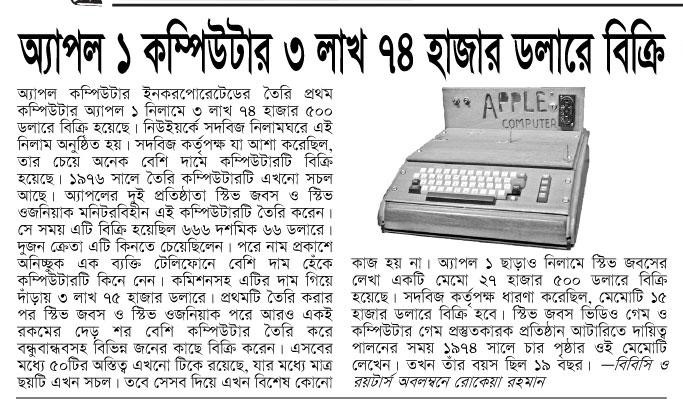 অ্যাপল ১ কম্পিউটার ৩ লাখ ৭৪ হাজার ডলারে বিক্রি
অ্যাপল কম্পিউটার ইনকরপোরেটেডের তৈরি প্রথম
কম্পিউটার অ্যাপল ১ নিলামে ৩ লাখ ৭৪ হাজার ৫০০
ডলারে বিক্রি হয়েছে। নিউইয়র্কে সদবিজ নিলামঘরে এই
নিলাম অনুষ্ঠিত হয়। সদবিজ কর্তৃপক্ষ যা আশা করেছিল,
তার চেয়ে অনেক বেশি দামে কম্পিউটারটি বিক্রি
হয়েছে। ১৯৭৬ সালে তৈরি কম্পিউটারটি এখনো সচল
আছে। অ্যাপলের দুই প্রতিষ্ঠাতা স্টিভ জবস ও স্টিভ
ওজনিয়াক মনিটরবিহীন এই কম্পিউটারটি তৈরি করেন।
সে সময় এটি বিক্রি হয়েছিল ৬৬৬ দশমিক ৬৬ ডলারে।
দুজন ক্রেতা এটি কিনতে চেয়েছিলেন। পরে নাম প্রকাশে
অনিচ্ছুক এক ব্যক্তি টেলিফোনে বেশি দাম হেঁকে
কম্পিউটারটি কিনে নেন। কমিশনসহ এটির দাম গিয়ে
দাঁড়ায় ৩ লাখ ৭৫ হাজার ডলারে। প্রথমটি তৈরি করার
পর স্টিভ জবস ও স্টিভ ওজনিয়াক পরে আরও একই
রকমের দেড় শর বেশি কম্পিউটার তৈরি করে
বন্ধুবান্ধবসহ বিভিন্ন জনের কাছে বিক্রি করেন। এসবের
মধ্যে ৫০টির অস্তিত্ব এখনো টিকে রয়েছে, যার মধ্যে মাত্র
ছয়টি এখন সচল। তবে সেসব দিয়ে এখন বিশেষ কোনো
APPLE
COMPUTER
কাজ হয় না। অ্যাপল ১ ছাড়াও নিলামে স্টিভ জবসের
লেখা একটি মেমো ২৭ হাজার ৫০০ ডলারে বিক্রি
হয়েছে। সদবিজ কর্তৃপক্ষ ধারণা করেছিল, মেমোটি ১৫
হাজার ডলারে বিক্রি হবে। স্টিভ জবস ভিডিও গেম ও
কম্পিউটার গেম প্রস্তুতকারক প্রতিষ্ঠান আটারিতে দায়িত্ব
পালনের সময় ১৯৭৪ সালে চার পৃষ্ঠার ওই মেমোটি
লেখেন। তখন তাঁর বয়স ছিল ১৯ বছর। —বিবিসি ও
রয়টার্স অবলম্বনে রোকেয়া রহমান